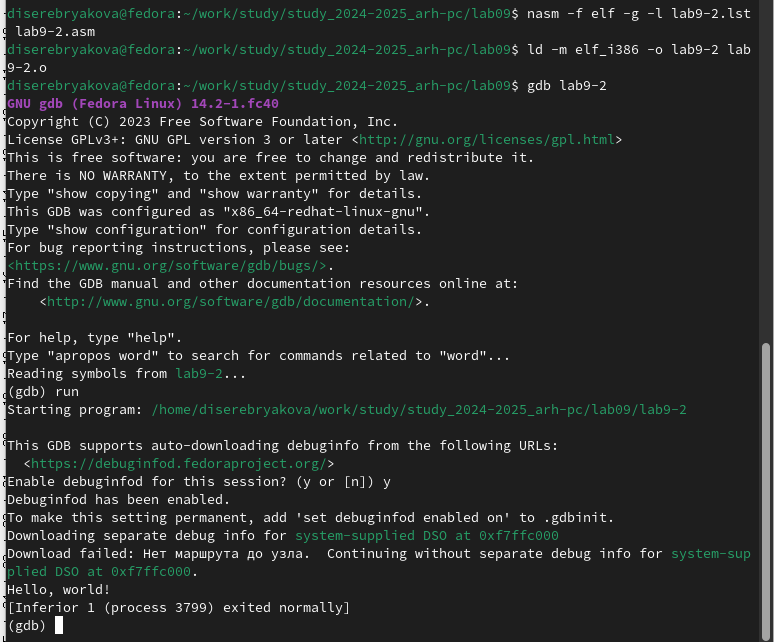 diserebryakova@fedora:~/work/study/study_2024-2025_arh-pc/lab09$ nasm -f elf -g -l lab9-2.lst
 lab9-2.asm
diserebryakova@fedora:~/work/study/study_2024-2025_arh-pc/lab09$ ld -m elf_i386 -o lab9-2 lab
9-2.o
diserebryakova@fedora:~/work/study/study_2024-2025_arh-pc/lab09$ gdb lab9-2
GNU gdb (Fedora Linux) 14.2-1.fc40
Copyright (C) 2023 Free Software Foundation, Inc.
License GPLv3+: GNU GPL version 3 or later <http://gnu.org/licenses/gpl.html>
This is free software: you are free to change and redistribute it.
There is NO WARRANTY, to the extent permitted by law.
Type "show copying" and "show warranty" for details.
This GDB was configured as "x86_64-redhat-linux-gnu".
Type "show configuration" for configuration details.
For bug reporting instructions, please see:
<https://www.gnu.org/software/gdb/bugs/>.
Find the GDB manual and other documentation resources online at:
    <http://www.gnu.org/software/gdb/documentation/>.

For help, type "help".
Type "apropos word" to search for commands related to "word"...
Reading symbols from lab9-2...
(gdb) run
Starting program: /home/diserebryakova/work/study/study_2024-2025_arh-pc/lab09/lab9-2

This GDB supports auto-downloading debuginfo from the following URLs:
  <https://debuginfod.fedoraproject.org/>
Enable debuginfod for this session? (y or [n]) y
Debuginfod has been enabled.
To make this setting permanent, add 'set debuginfod enabled on' to .gdbinit.
Downloading separate debug info for system-supplied DSO at 0xf7ffc000
Download failed: Нет маршрута до узла.  Continuing without separate debug info for system-sup
plied DSO at 0xf7ffc000.
Hello, world!
[Inferior 1 (process 3799) exited normally]
(gdb)